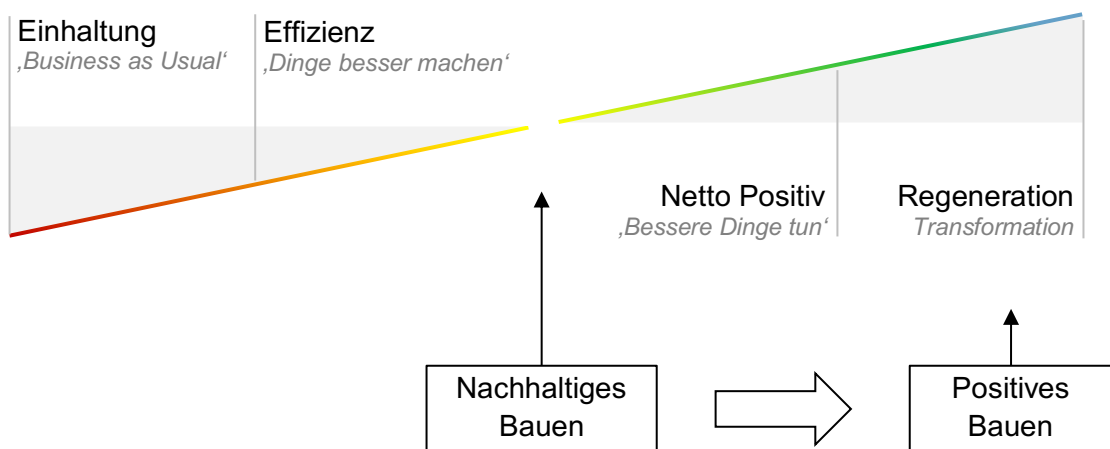 Einhaltung
‚Business as Usual‘
Effizienz
‚Dinge besser machen‘
Netto Positiv
‚Bessere Dinge tun‘
Regeneration
Transformation
Nachhaltiges
Bauen
Positives
Bauen